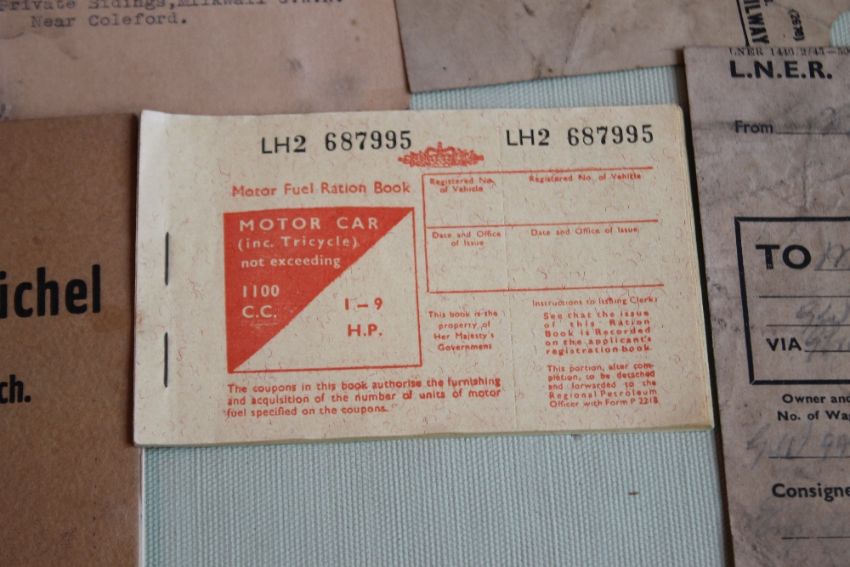 Private Sidings, Milkwall
Near Coleford.
ILWAY
(2670)
LNER
L.N.E.R.
From
LH2 687995
LH2 687995
Motor Fuel Ration Book
MOTOR CAR
(inc. Tricycle)
not exceeding
1100
C.C.
1 – 9
H.P.
Registered No.
of Vehicle
Registered No. of Vehicle
Date and Office
of Issue
Date and Office of Issue
This book is the
property of
Her Majesty's
Government
Instructions to Issuing Clerk:
See that the issue
of this Ration
Book is Recorded
on the applicant's
registration book.
This portion, after com-
pletion, to be detached
and forwarded to the
Regional Petroleum
Officer with Form P 2218
The coupons in this book authorise the furnishing
and acquisition of the number of units of motor
fuel specified on the coupons.
ichel
ch.
TO
VIA
Owner and
No. of Wa
Consigne